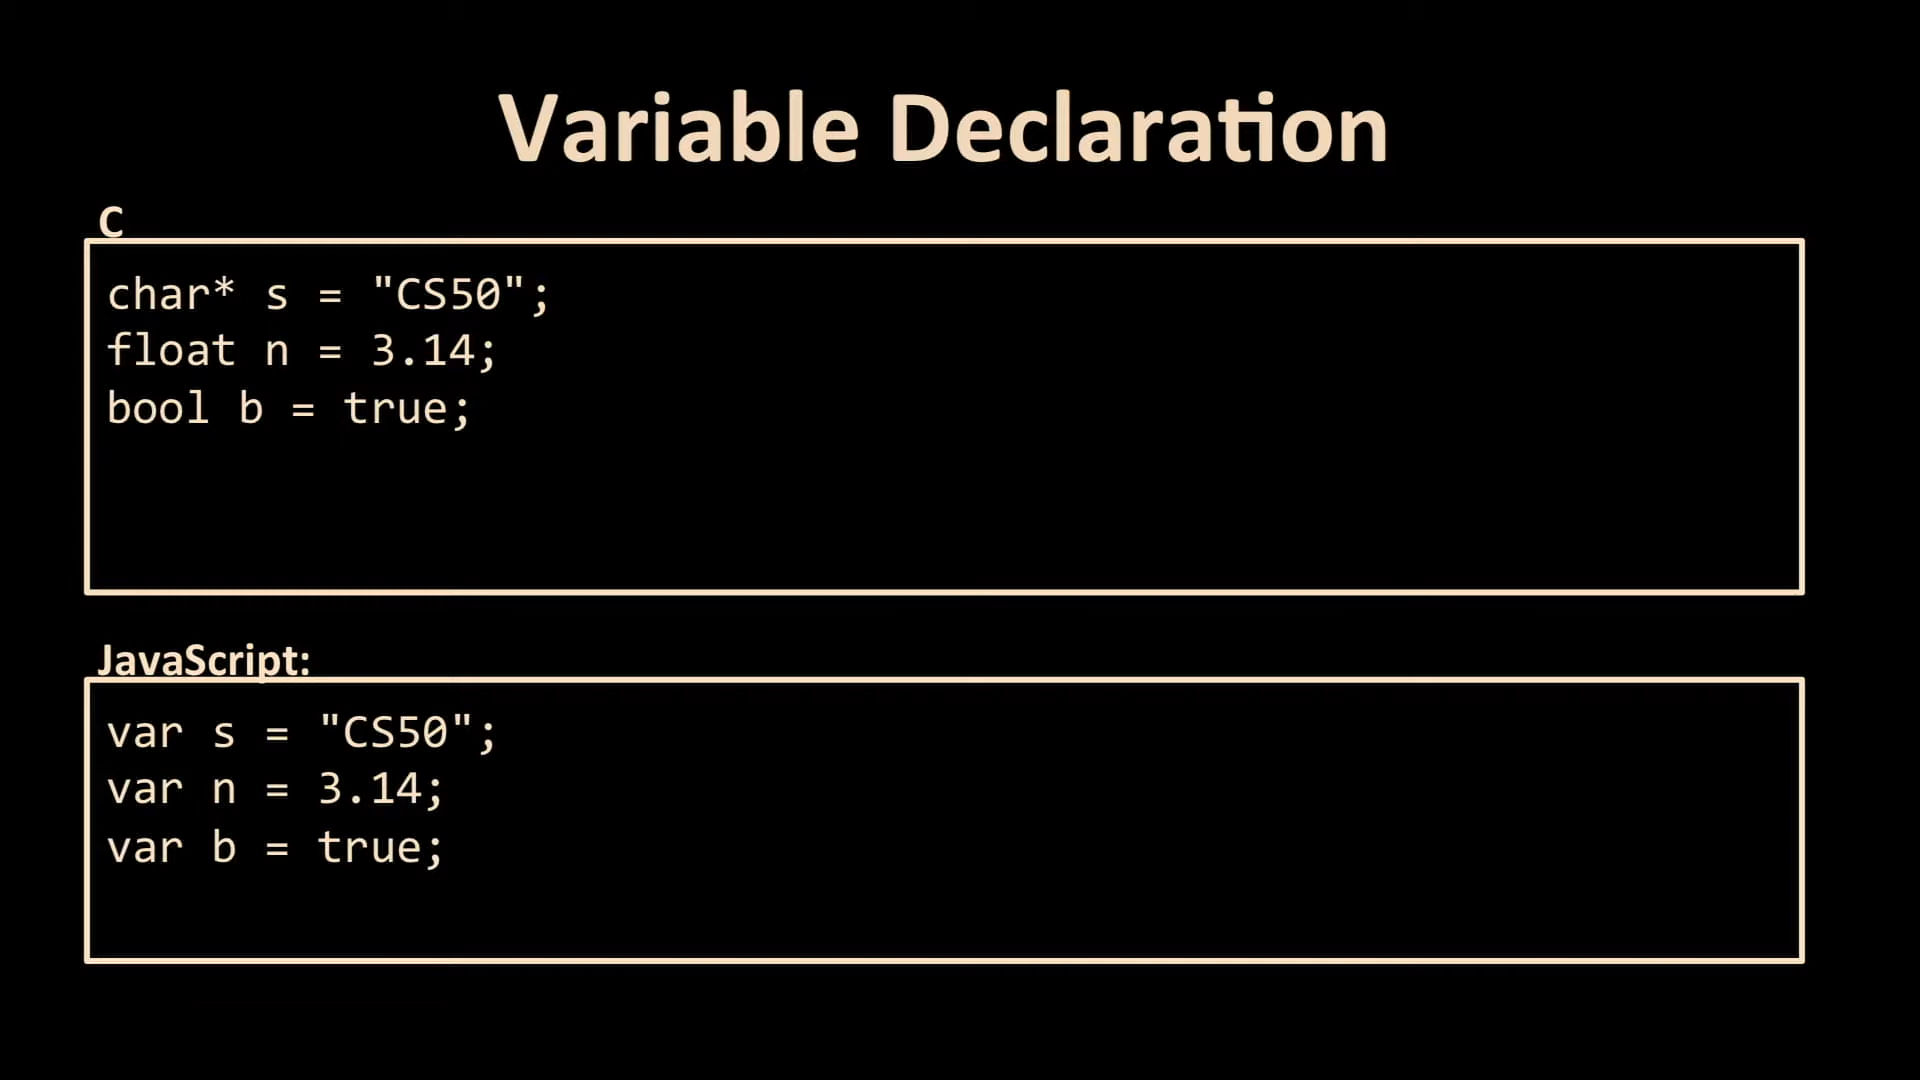 Variable Declaration
C
char* s = "CS50";
float n = 3.14;
bool b = true;
JavaScript:
var s = "CS50";
var n = 3.14;
var b = true;